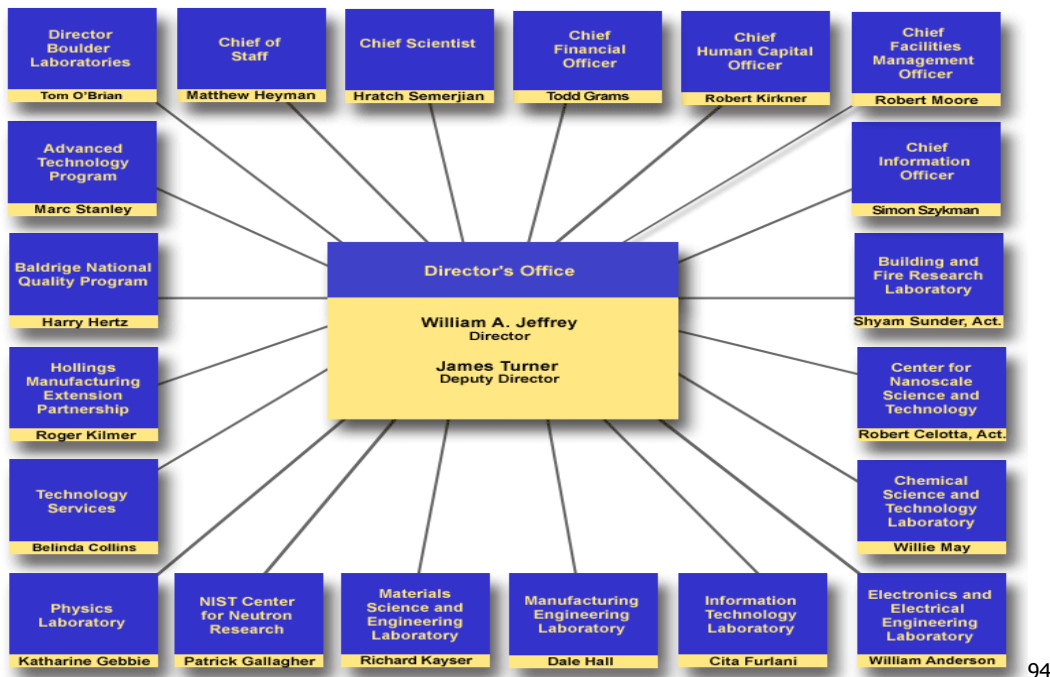 Director
Boulder
Laboratories
Tom O'Brian
Chief of
Staff
Matthew Heyman
Chief Scientist
Hratch Semerjian
Chief
Financial
Officer
Todd Grams
Chief
Human Capital
Officer
Robert Kirkner
Chief
Facilities
Management
Officer
Robert Moore
Advanced
Technology
Program
Marc Stanley
Chief
Information
Officer
Simon Szykman
Baldrige National
Quality Program
Harry Hertz
Director's Office
William A. Jeffrey
Director
James Turner
Deputy Director
Building and
Fire Research
Laboratory
Shyam Sunder, Act.
Hollings
Manufacturing
Extension
Partnership
Roger Kilmer
Center for
Nanoscale
Science and
Technology
Robert Celotta, Act.
Technology
Services
Belinda Collins
Chemical
Science and
Technology
Laboratory
Willie May
Physics
Laboratory
Katharine Gebbie
NIST Center
for Neutron
Research
Patrick Gallagher
Materials
Science and
Engineering
Laboratory
Richard Kayser
Manufacturing
Engineering
Laboratory
Dale Hall
Information
Technology
Laboratory
Cita Furlani
Electronics and
Electrical
Engineering
Laboratory
William Anderson
94